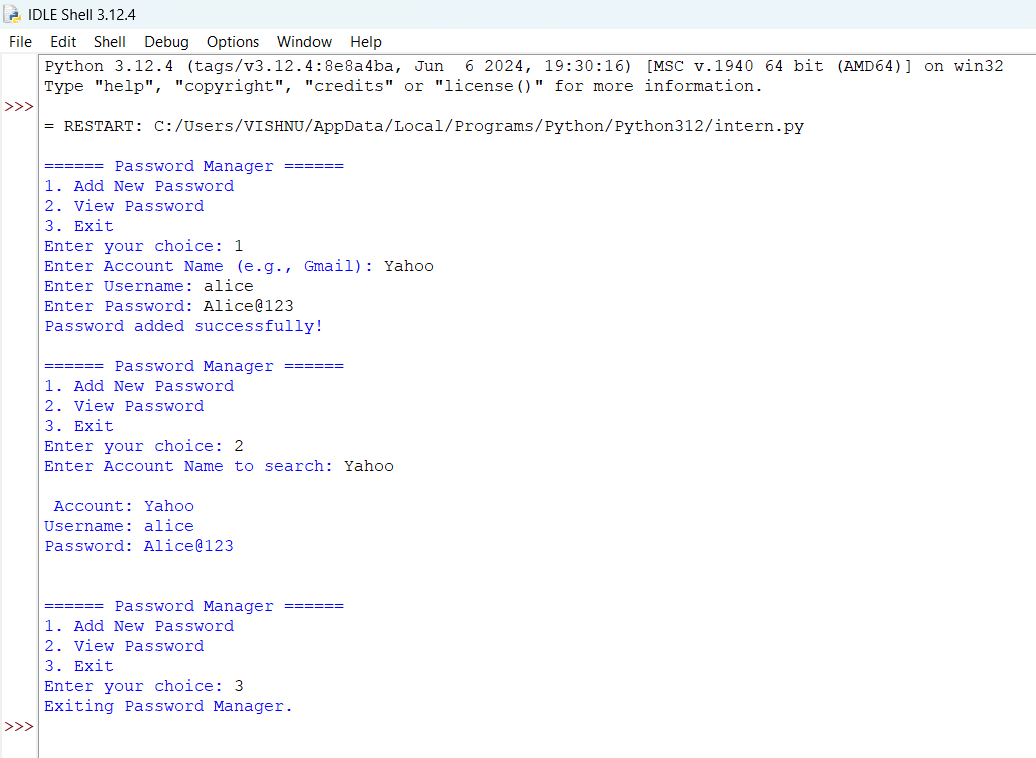 IDLE Shell 3.12.4
File Edit Shell Debug Options Window Help
Python 3.12.4 (tags/v3.12.4:8e8a4ba, Jun  6 2024, 19:30:16) [MSC v.1940 64 bit (AMD64)] on win32
Type "help", "copyright", "credits" or "license()" for more information.
>>>
= RESTART: C:/Users/VISHNU/AppData/Local/Programs/Python/Python312/intern.py
====== Password Manager ======
1. Add New Password
2. View Password
3. Exit
Enter your choice: 1
Enter Account Name (e.g., Gmail): Yahoo
Enter Username: alice
Enter Password: Alice@123
Password added successfully!
====== Password Manager ======
1. Add New Password
2. View Password
3. Exit
Enter your choice: 2
Enter Account Name to search: Yahoo
Account: Yahoo
Username: alice
Password: Alice@123
====== Password Manager ======
1. Add New Password
2. View Password
3. Exit
Enter your choice: 3
Exiting Password Manager.
>>>